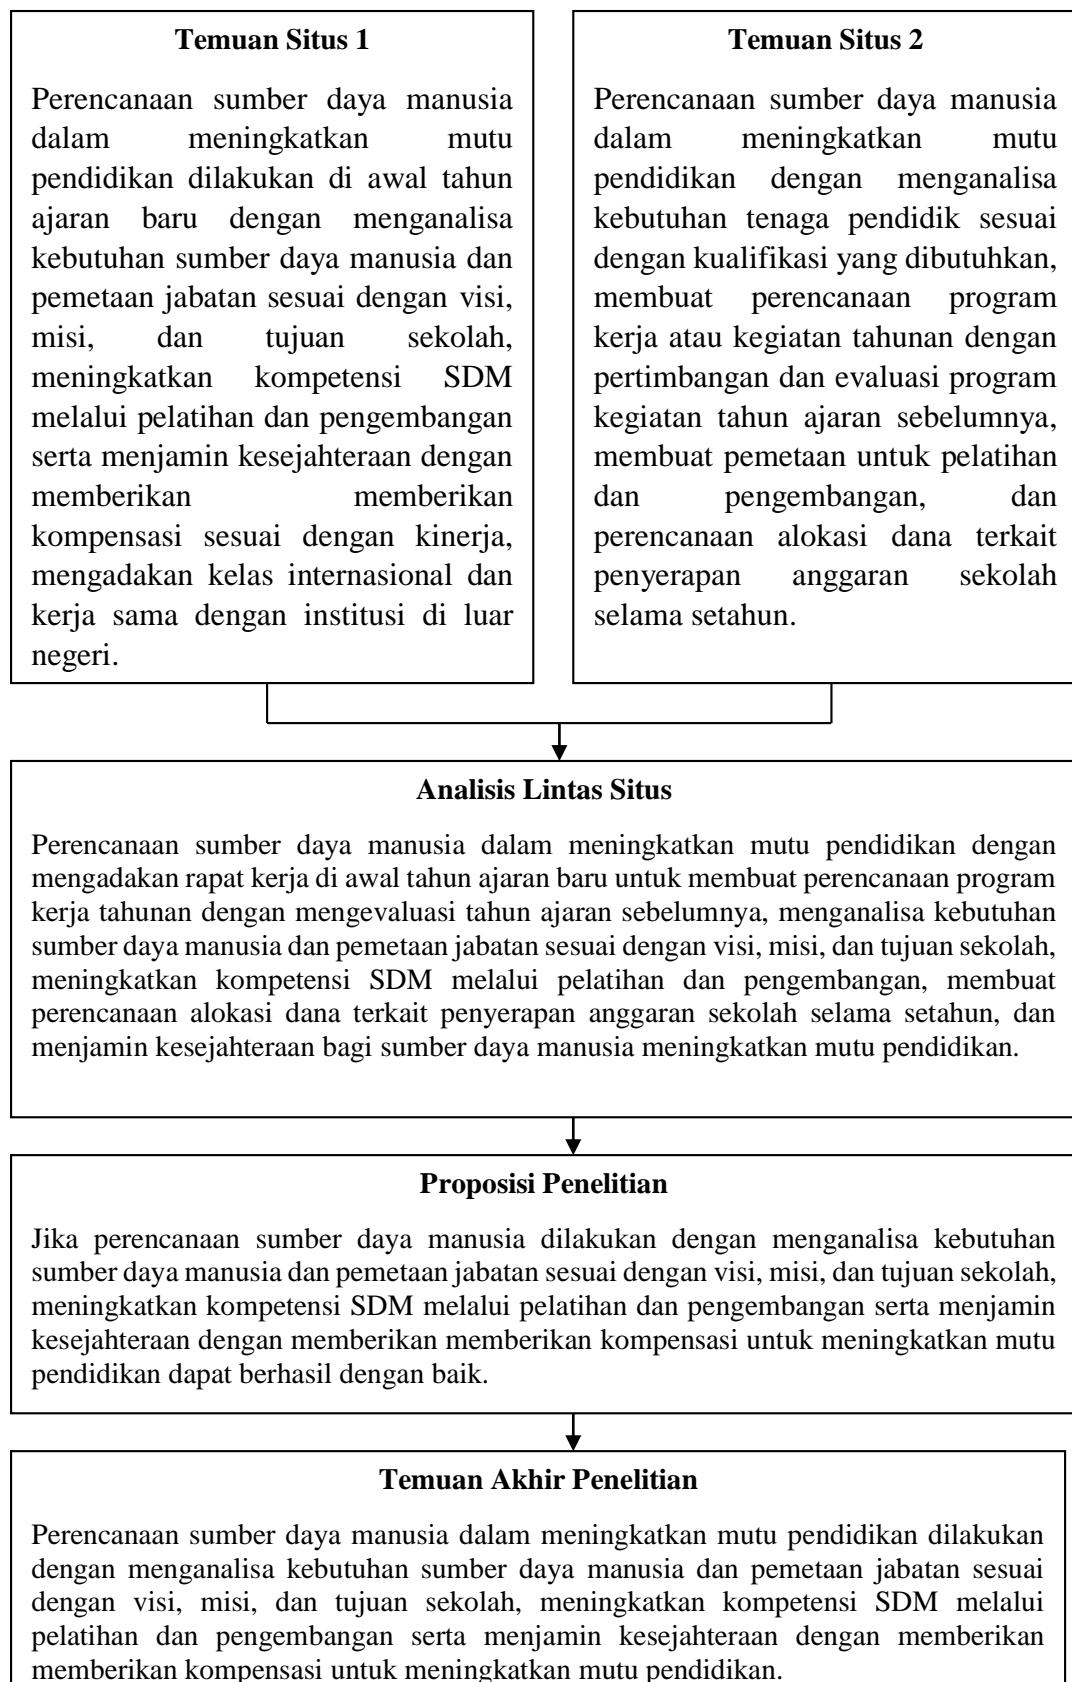 Temuan Situs 1
Perencanaan sumber daya manusia
dalam meningkatkan mutu
pendidikan dilakukan di awal tahun
ajaran baru dengan menganalisa
kebutuhan sumber daya manusia dan
pemetaan jabatan sesuai dengan visi,
misi, dan tujuan sekolah,
meningkatkan kompetensi SDM
melalui pelatihan dan pengembangan
serta menjamin kesejahteraan dengan
memberikan memberikan
kompensasi sesuai dengan kinerja,
mengadakan kelas internasional dan
kerja sama dengan institusi di luar
negeri.
Temuan Situs 2
Perencanaan sumber daya manusia
dalam meningkatkan mutu
pendidikan dengan menganalisa
kebutuhan tenaga pendidik sesuai
dengan kualifikasi yang dibutuhkan,
membuat perencanaan program
kerja atau kegiatan tahunan dengan
pertimbangan dan evaluasi program
kegiatan tahun ajaran sebelumnya,
membuat pemetaan untuk pelatihan
dan pengembangan, dan
perencanaan alokasi dana terkait
penyerapan anggaran sekolah
selama setahun.
Analisis Lintas Situs
Perencanaan sumber daya manusia dalam meningkatkan mutu pendidikan dengan
mengadakan rapat kerja di awal tahun ajaran baru untuk membuat perencanaan program
kerja tahunan dengan mengevaluasi tahun ajaran sebelumnya, menganalisa kebutuhan
sumber daya manusia dan pemetaan jabatan sesuai dengan visi, misi, dan tujuan sekolah,
meningkatkan kompetensi SDM melalui pelatihan dan pengembangan, membuat
perencanaan alokasi dana terkait penyerapan anggaran sekolah selama setahun, dan
menjamin kesejahteraan bagi sumber daya manusia meningkatkan mutu pendidikan.
Proposisi Penelitian
Jika perencanaan sumber daya manusia dilakukan dengan menganalisa kebutuhan
sumber daya manusia dan pemetaan jabatan sesuai dengan visi, misi, dan tujuan sekolah,
meningkatkan kompetensi SDM melalui pelatihan dan pengembangan serta menjamin
kesejahteraan dengan memberikan memberikan kompensasi untuk meningkatkan mutu
pendidikan dapat berhasil dengan baik.
Temuan Akhir Penelitian
Perencanaan sumber daya manusia dalam meningkatkan mutu pendidikan dilakukan
dengan menganalisa kebutuhan sumber daya manusia dan pemetaan jabatan sesuai
dengan visi, misi, dan tujuan sekolah, meningkatkan kompetensi SDM melalui
pelatihan dan pengembangan serta menjamin kesejahteraan dengan memberikan
memberikan kompensasi untuk meningkatkan mutu pendidikan.